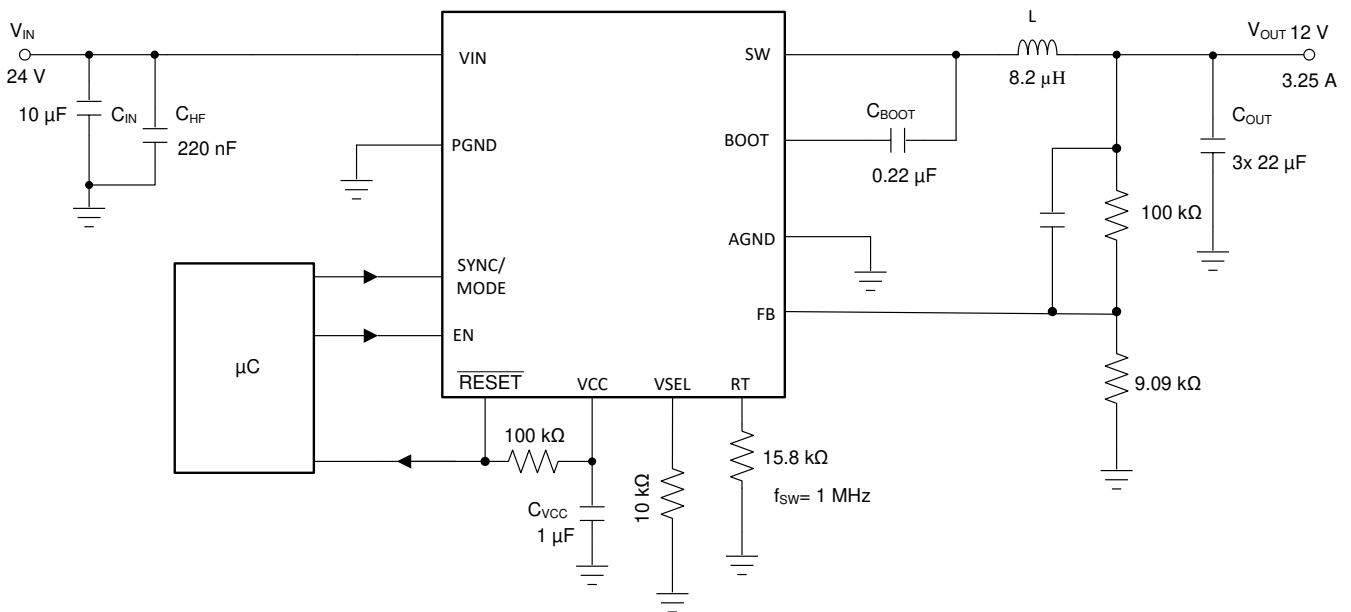 V_IN
24 V
10 µF
C_IN
C_HF
220 nF
VIN
PGND
SYNC/
MODE
EN
RESET
VCC
VSEL
RT
SW
BOOT
AGND
FB
µC
100 kΩ
C_VCC
1 µF
10 kΩ
15.8 kΩ
f_SW= 1 MHz
C_BOOT
0.22 µF
L
8.2 µH
V_OUT 12 V
3.25 A
C_OUT
3x 22 µF
100 kΩ
9.09 kΩ